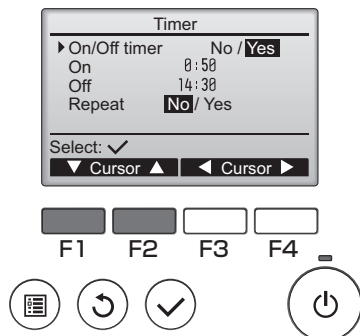 Timer
On/Off timer No / Yes
On 0:50
Off 14:30
Repeat No / Yes
Select: ✓
▼ Cursor ▲ ◀ Cursor ▶
F1 F2 F3 F4